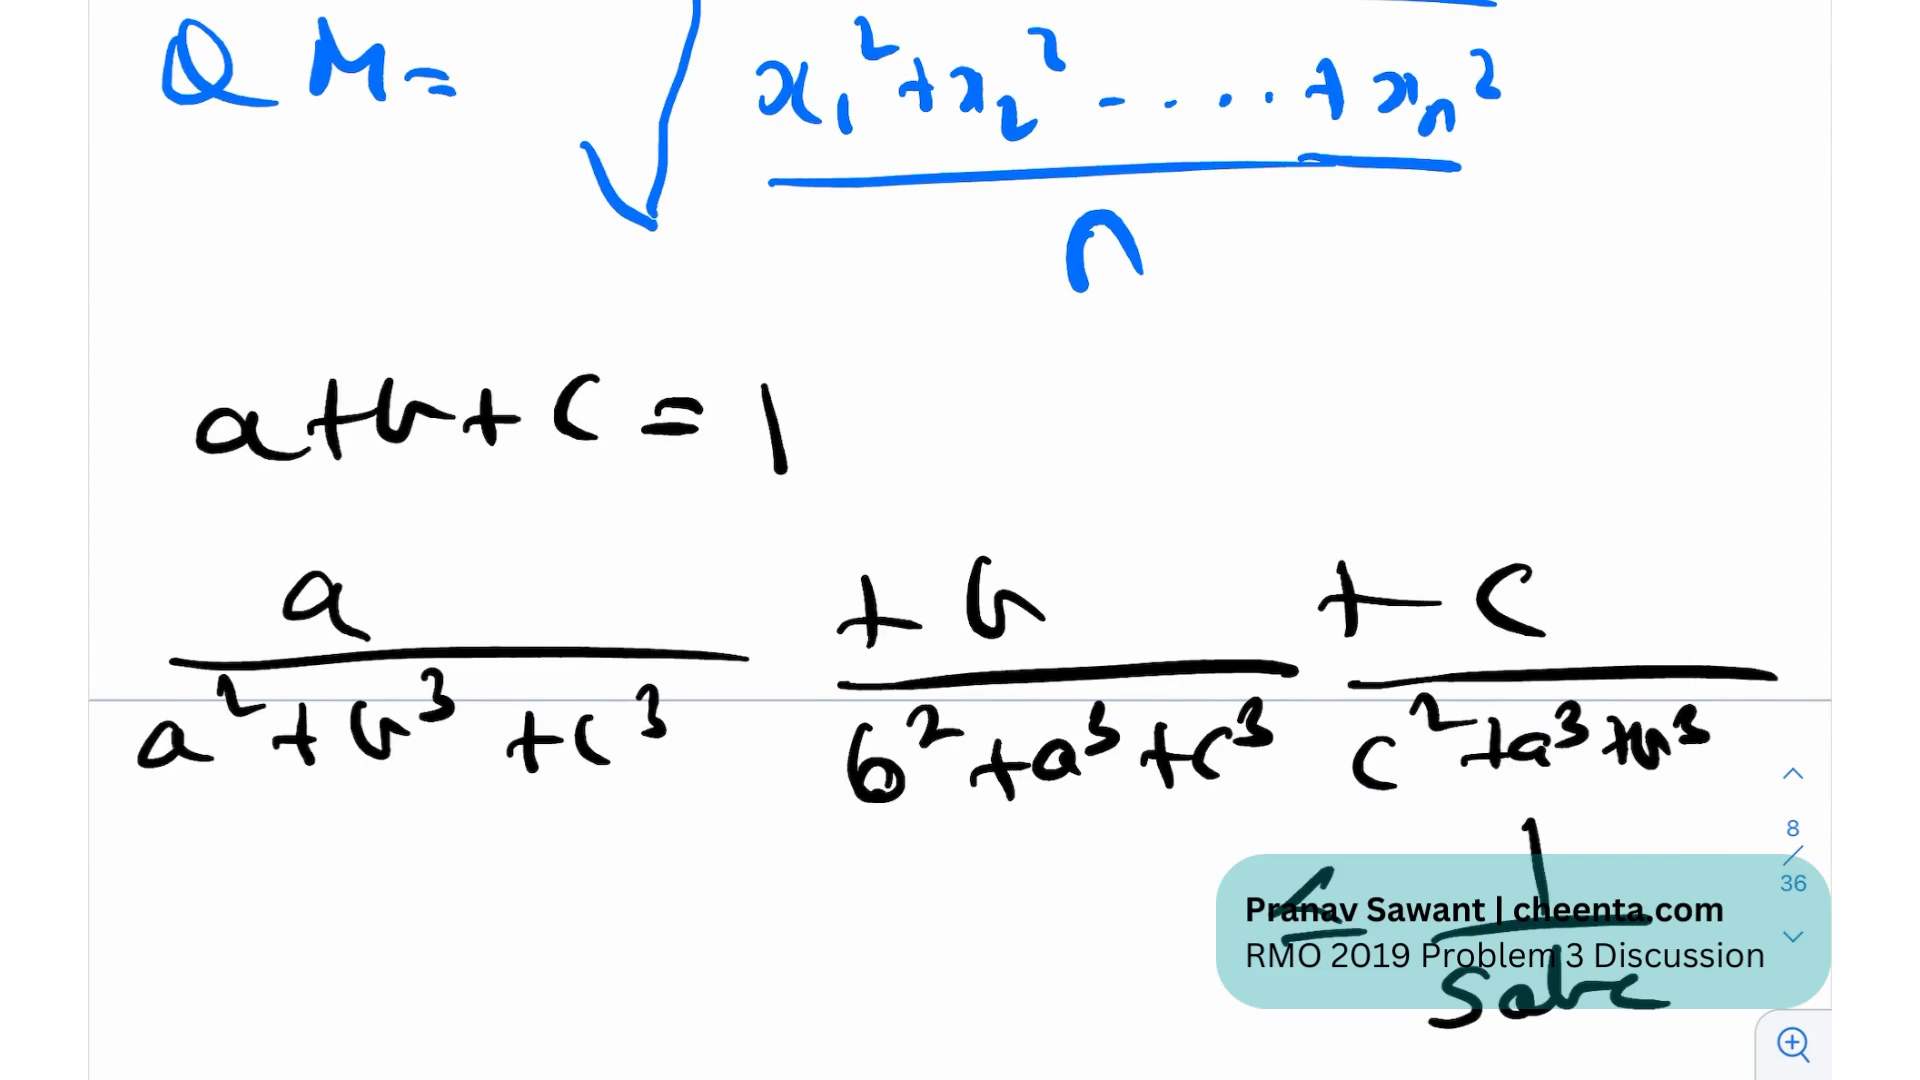 QM = √((x₁² + x₂² - .... + xₙ²)/n)
a + b + c = 1
a/(a² + b³ + c³) + b/(b² + a³ + c³) + c/(c² + a³ + b³)
≤ 1/5abc
Pranav Sawant | cheenta.com
RMO 2019 Problem 3 Discussion
8
/
36